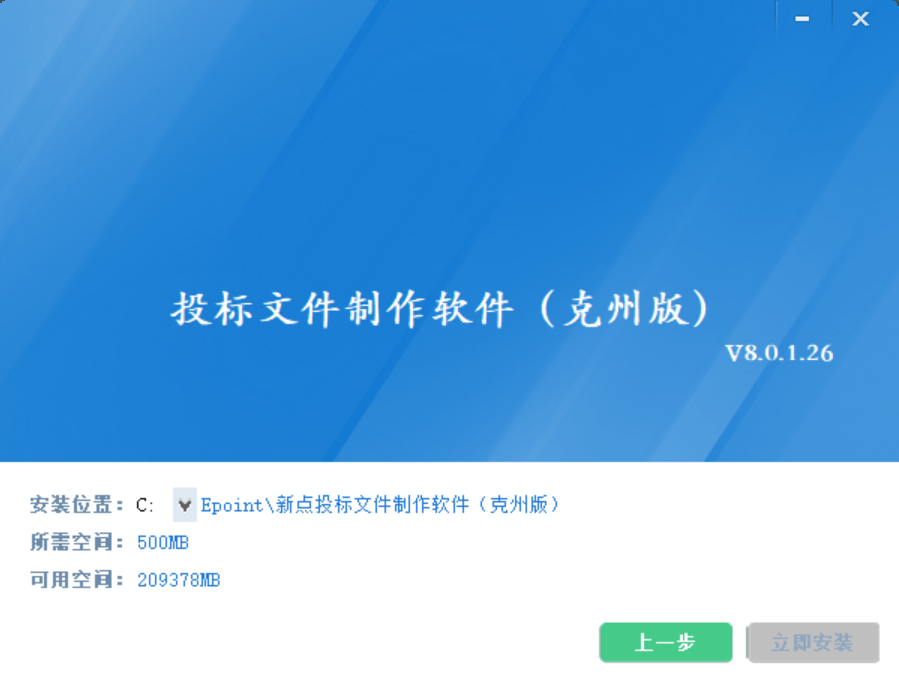 投标文件制作软件（克州版）
V8.0.1.26
安装位置： C: Epoint\新点投标文件制作软件（克州版）
所需空间： 500MB
可用空间： 209378MB
上一步 立即安装